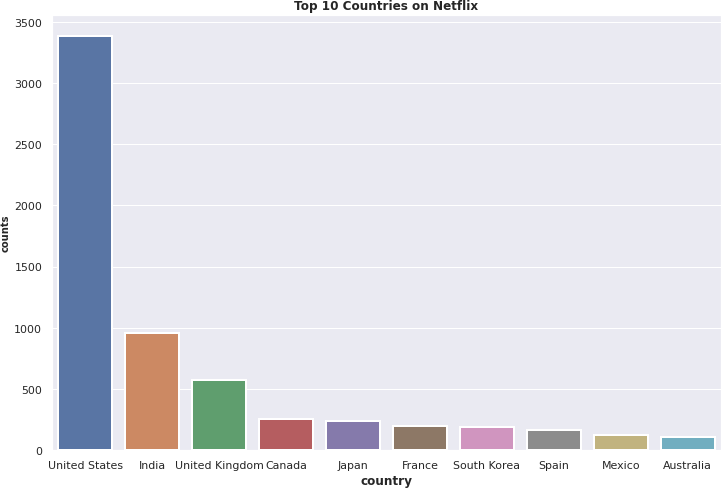 Top 10 Countries on Netflix
3500
3000
2500
2000
1500
1000
500
0
counts
United States India United Kingdom Canada Japan France South Korea Spain Mexico Australia
country